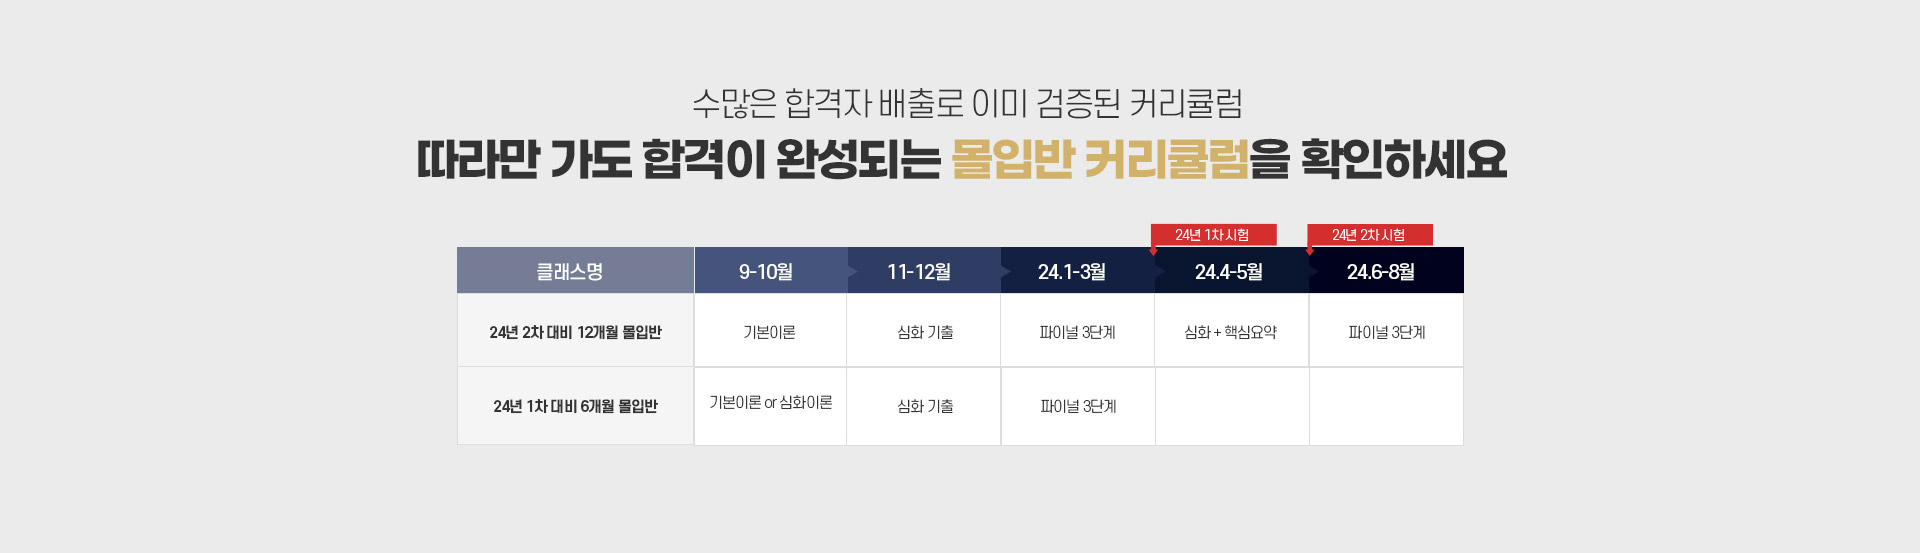 수많은 합격자 배출로 이미 검증된 커리큘럼
따라만 가도 합격이 완성되는 몰입반 커리큘럼을 확인하세요
24년 1차 시험 24년 2차 시험
클래스명 9-10월 11-12월 24.1-3월 24.4-5월 24.6-8월
24년 2차 대비 12개월 몰입반 기본이론 심화 기출 파이널 3단계 심화 + 핵심요약 파이널 3단계
24년 1차 대비 6개월 몰입반 기본이론 or 심화이론 심화 기출 파이널 3단계